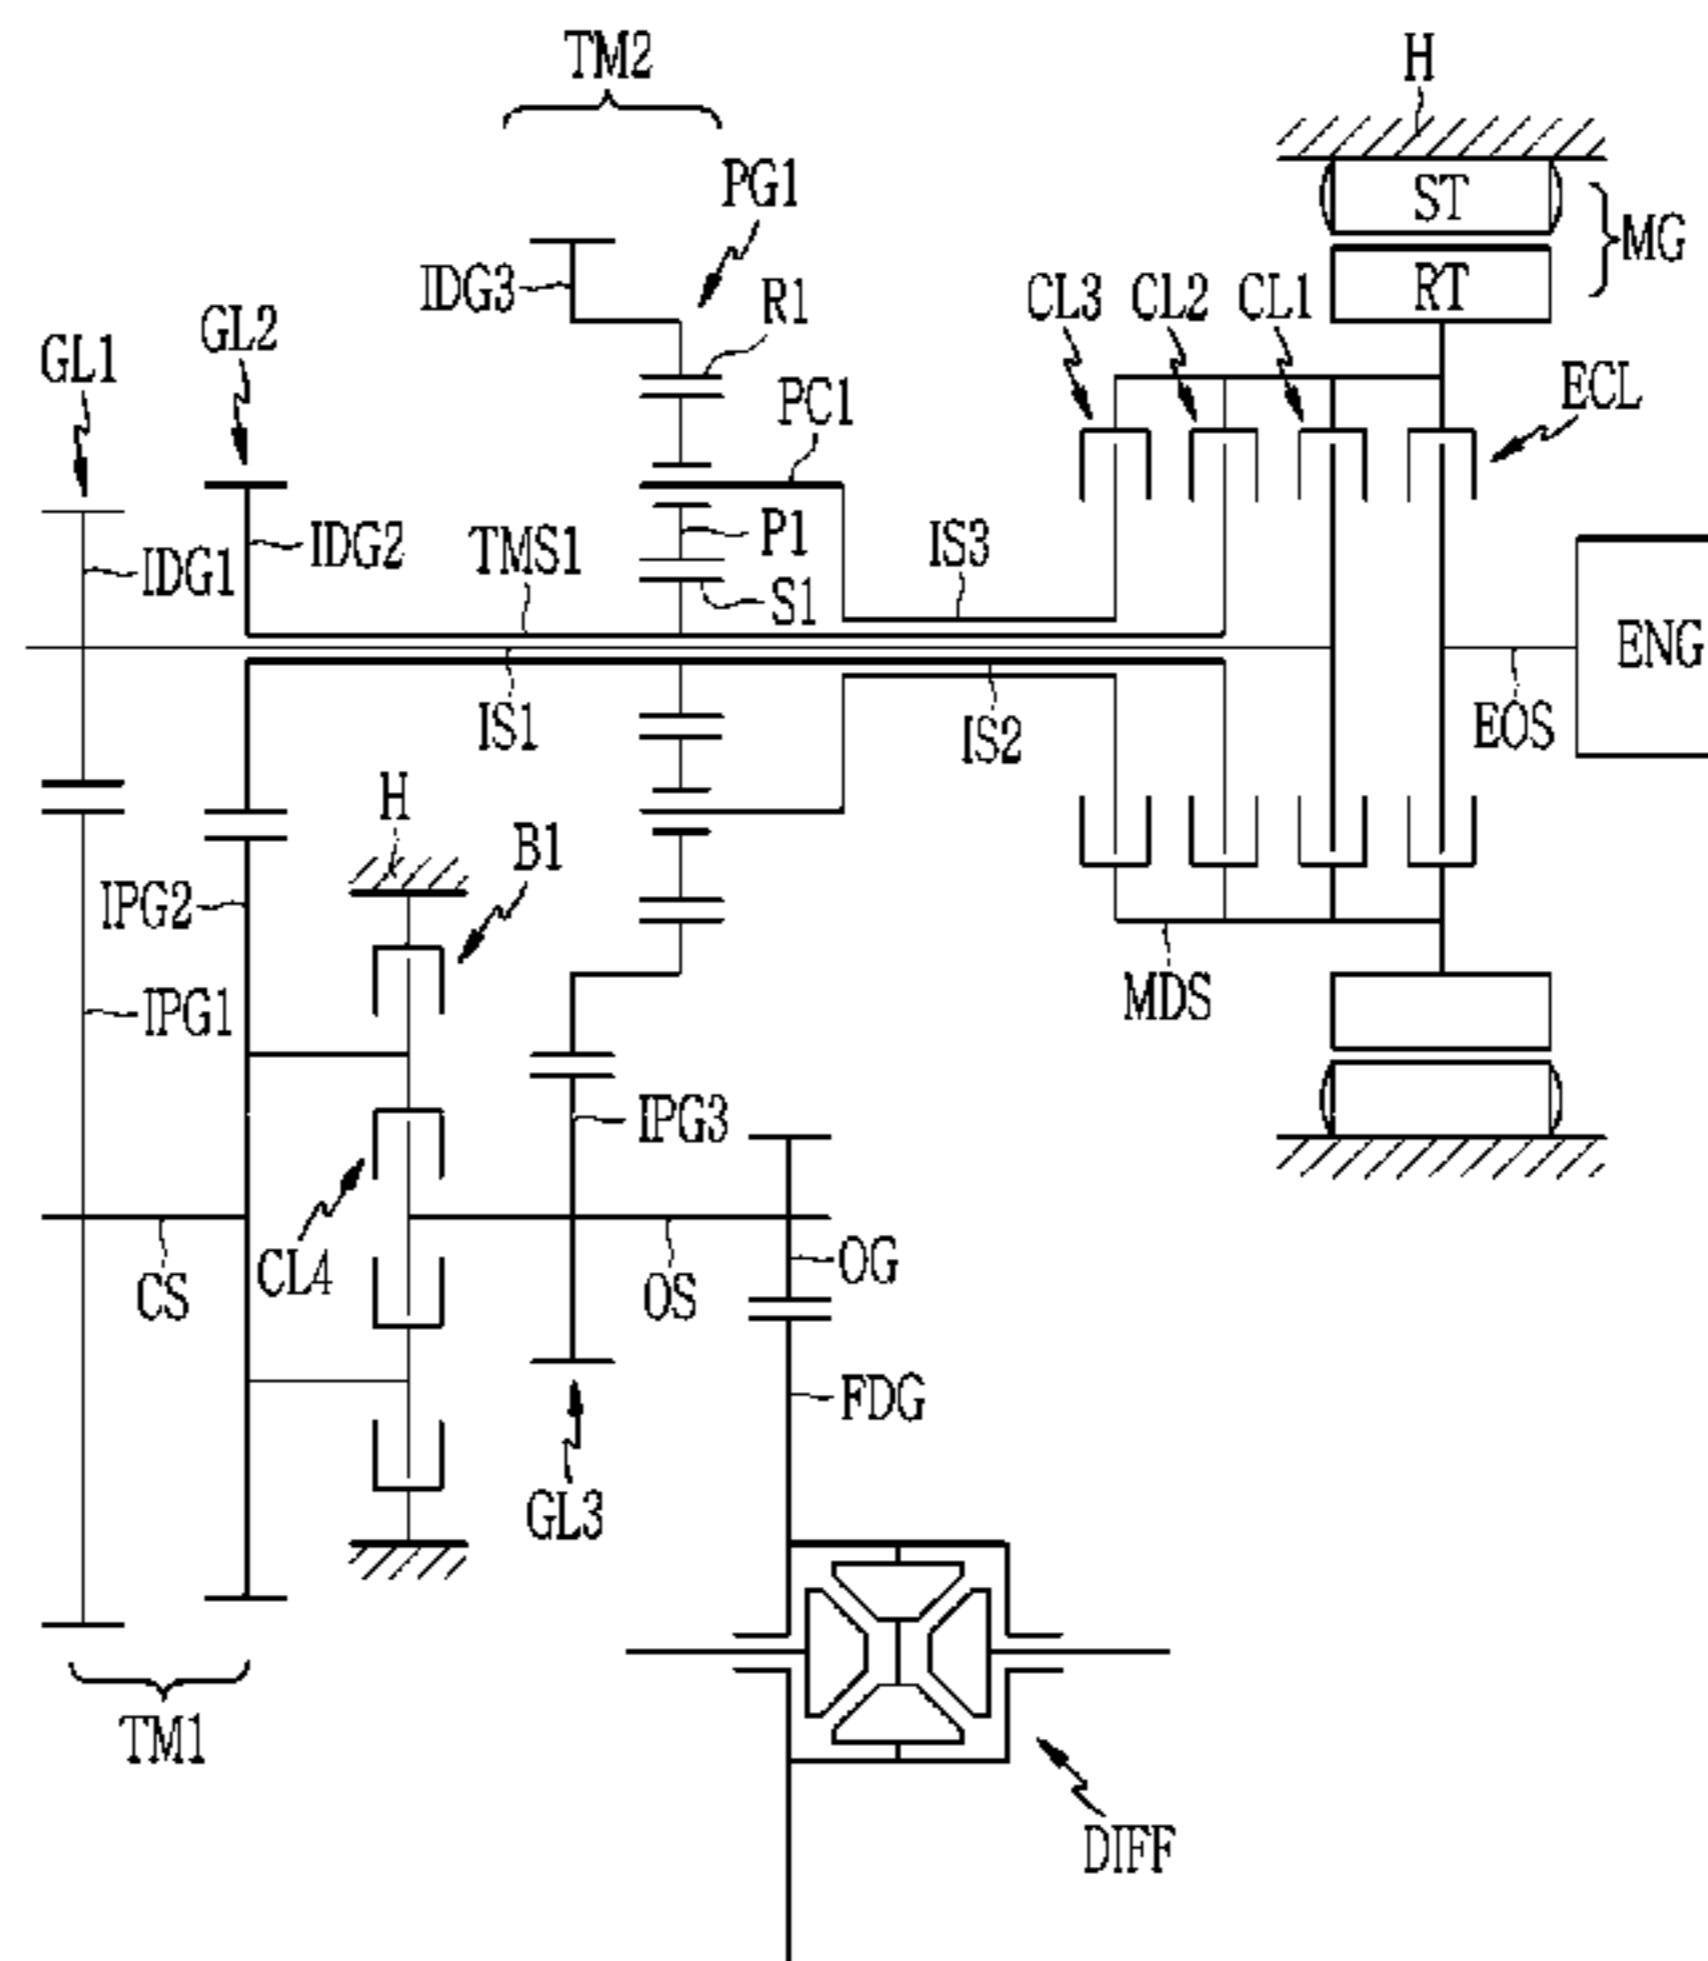 TM2
H
PG1
ST
MG
IDG3
RT
R1
CL3
CL2
CL1
GL2
GL1
PC1
ECL
IDG2
TMS1
P1
IS3
IDG1
S1
ENG
IS1
IS2
EOS
H
B1
IPG2
IPG1
MDS
IPG3
CL4
CS
OS
OG
FDG
GL3
TM1
DIFF